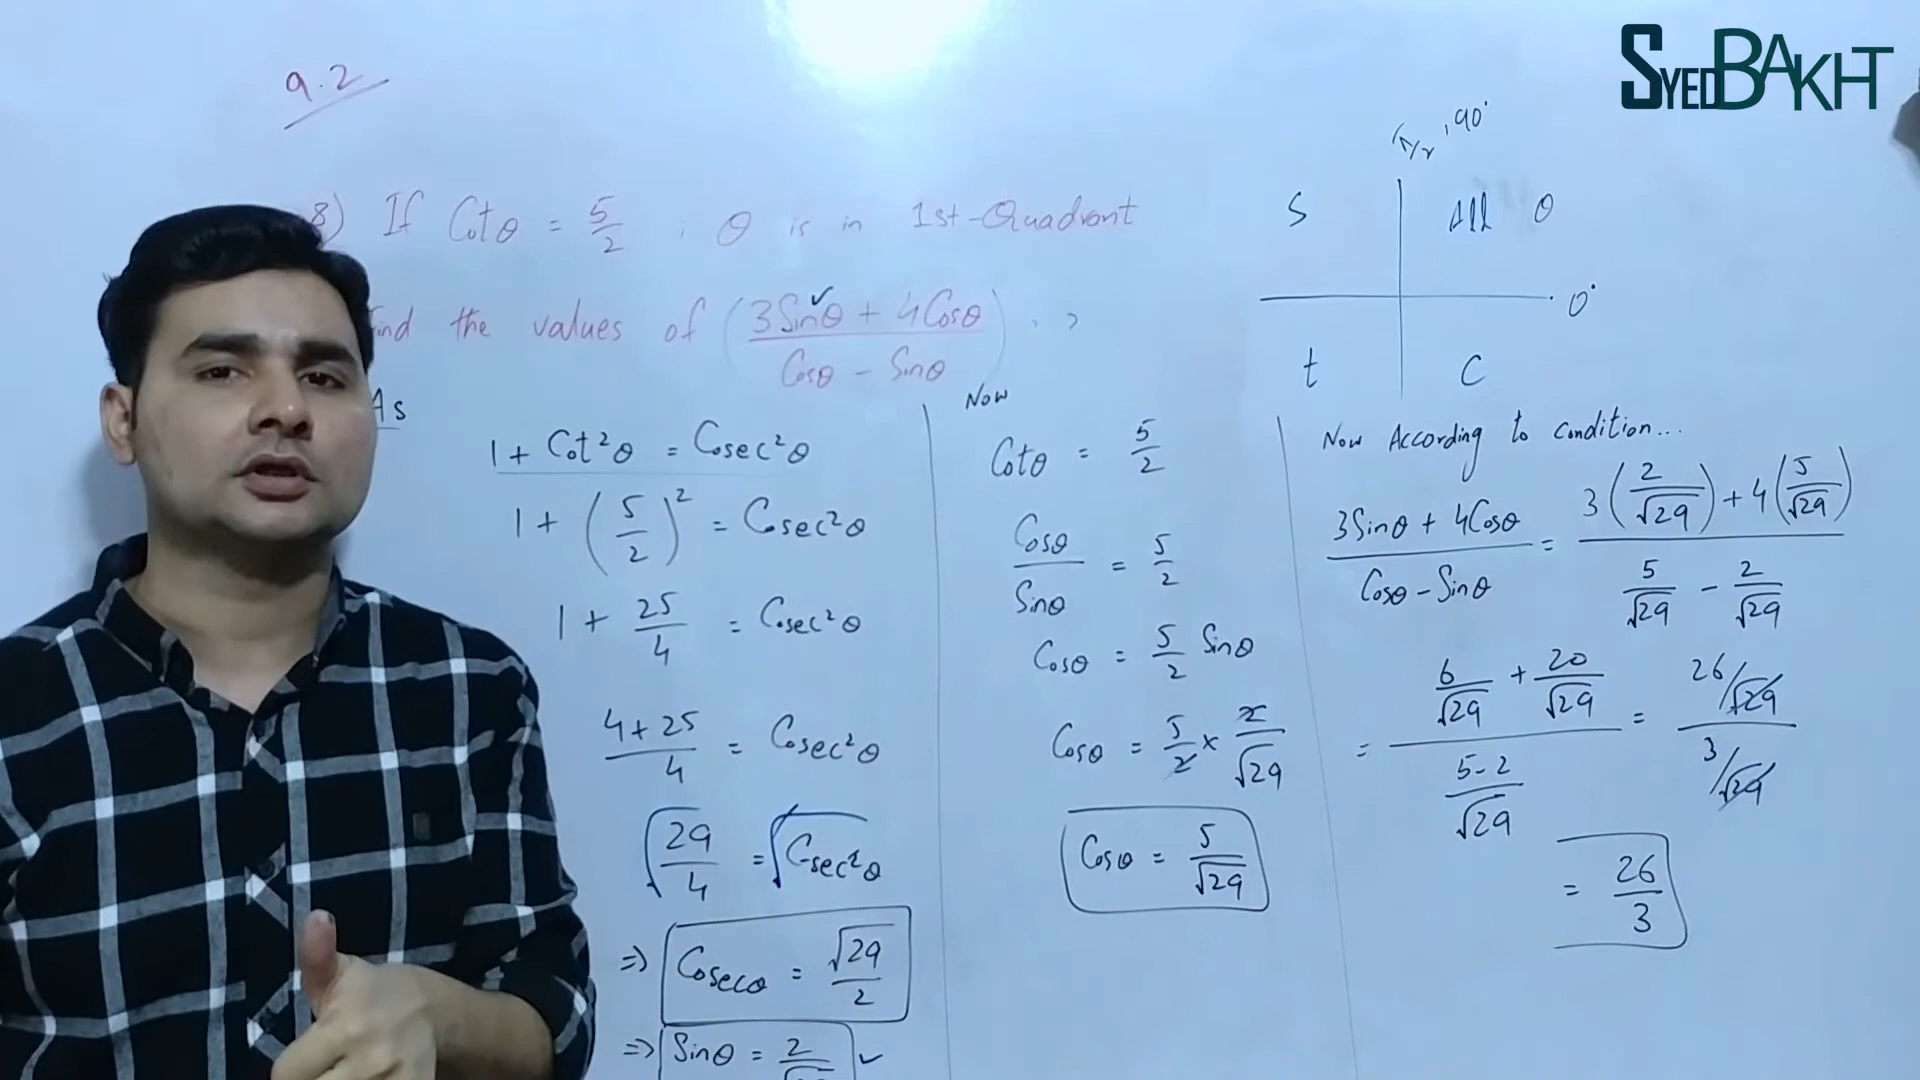 SYEDBAKHT
9.2
8) If Cotθ = 5/2 ; θ is in 1st-Quadrant
find the values of (3Sinθ + 4Cosθ / Cosθ - Sinθ) . ?
π/2 , 90°
S All θ
0°
t C
As
1 + Cot²θ = Cosec²θ
1 + (5/2)² = Cosec²θ
1 + 25/4 = Cosec²θ
4+25/4 = Cosec²θ
√29/4 = √Cosec²θ
=> Cosecθ = √29/2
=> Sinθ = 2/ ✓
Now
Cotθ = 5/2
Cosθ/Sinθ = 5/2
Cosθ = 5/2 Sinθ
Cosθ = 5/2 × 2/√29
Cosθ = 5/√29
Now According to condition...
3Sinθ + 4Cosθ / Cosθ - Sinθ = 3(2/√29) + 4(5/√29) / 5/√29 - 2/√29
= 6/√29 + 20/√29 / 5-2/√29 = 26/√29 / 3/√29
= 26/3